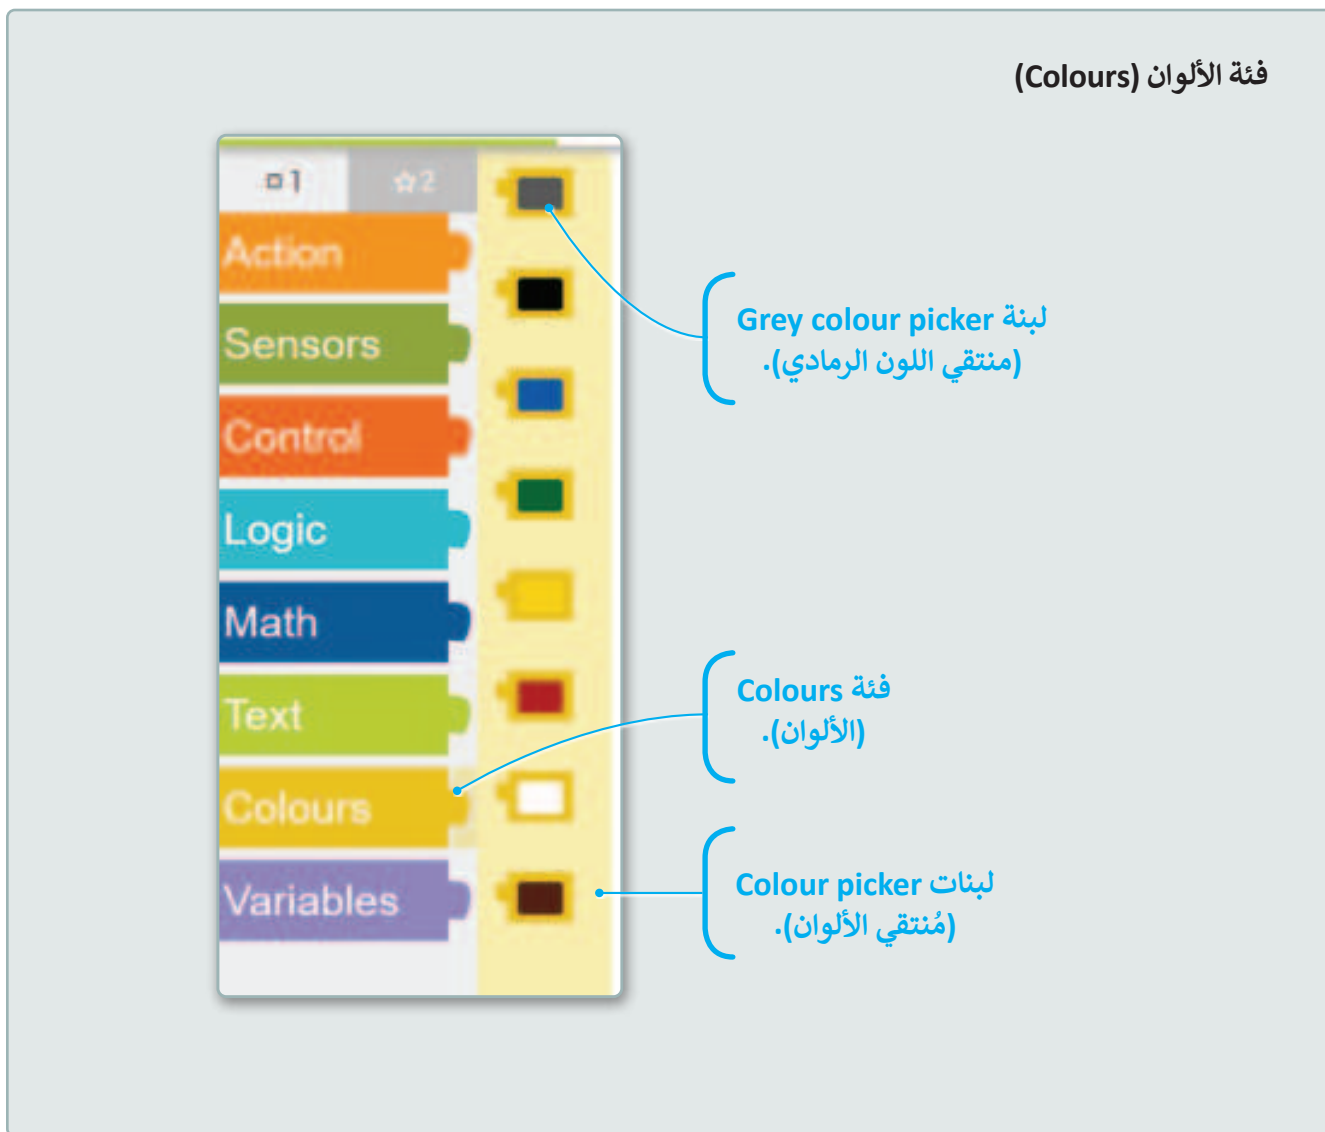 فئة الألوان (Colours)
1
2
Action
Sensors
Control
Logic
Math
Text
Colours
Variables
لبنة Grey colour picker
(منتقي اللون الرمادي).
فئة Colours
(الألوان).
لبنات Colour picker
(مُنتقي الألوان).